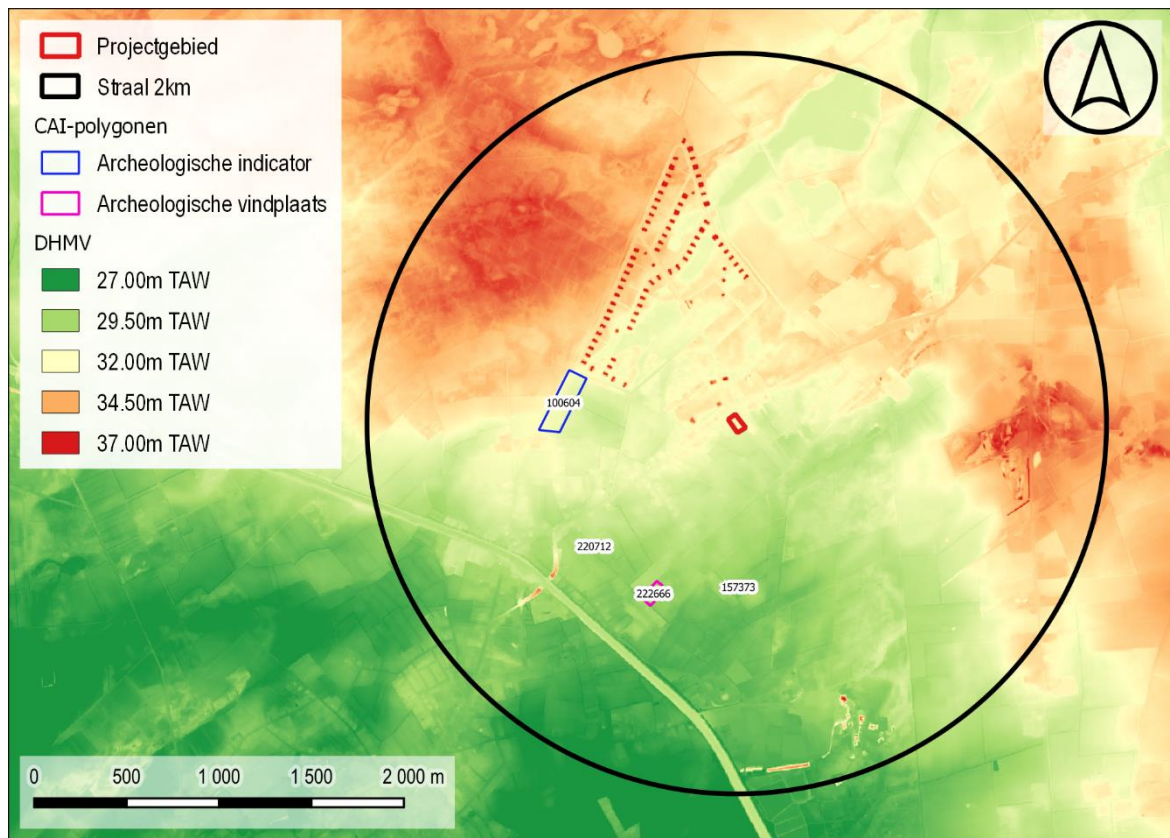 Projectgebied
Straal 2km
CAI-polygonen
Archeologische indicator
Archeologische vindplaats
DHMV
27.00m TAW
29.50m TAW
32.00m TAW
34.50m TAW
37.00m TAW
100604
220712
222666
157373
0 500 1 000 1 500 2 000 m